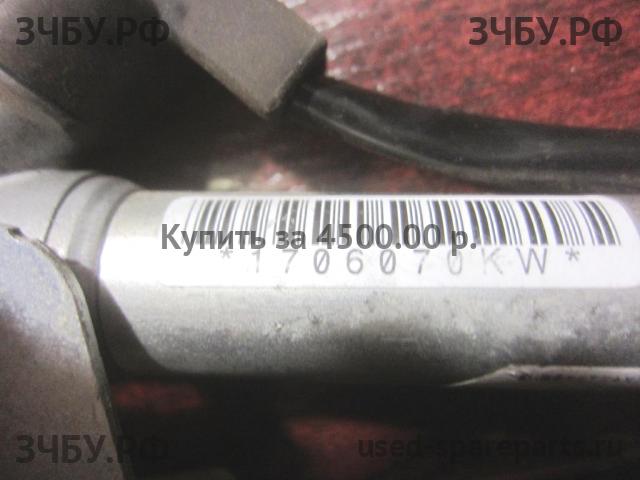 ЗЧБУ.РФ ЗЧБУ.РФ
Купить за 4500.00 р.
*1706070KW*
ЗЧБУ.РФ used-spareparts.ru